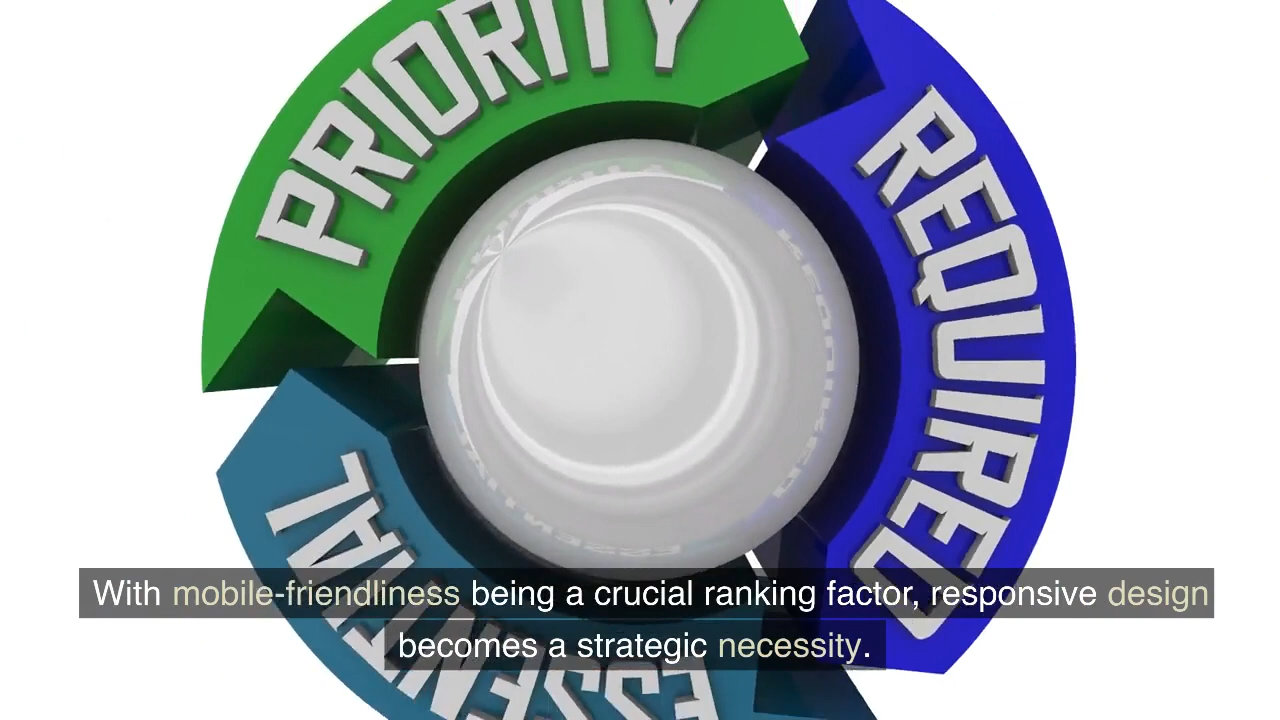 PRIORITY
REQUIRED
ESSENTIAL
With mobile-friendliness being a crucial ranking factor, responsive design
becomes a strategic necessity.